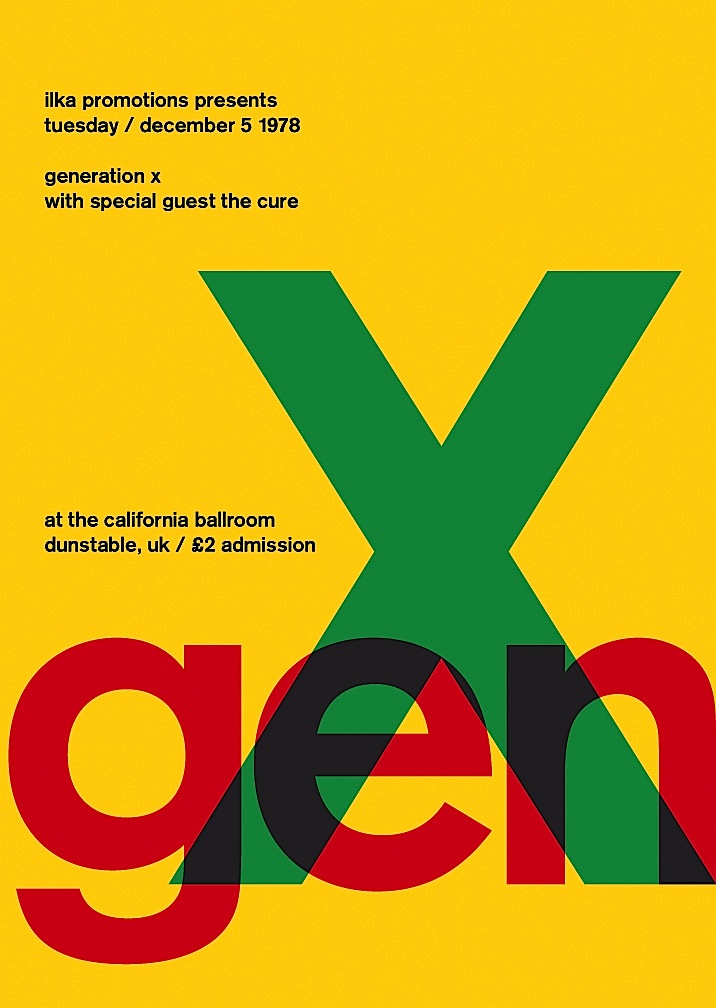 ilka promotions presents
tuesday / december 5 1978
generation x
with special guest the cure
x
at the california ballroom
dunstable, uk / £2 admission
gen